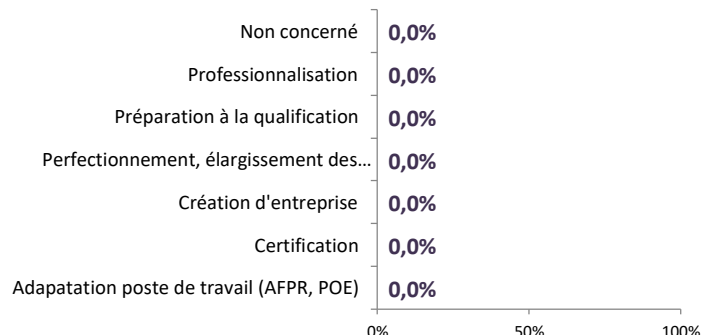 Non concerné 0,0%
Professionnalisation 0,0%
Préparation à la qualification 0,0%
Perfectionnement, élargissement des... 0,0%
Création d'entreprise 0,0%
Certification 0,0%
Adapatation poste de travail (AFPR, POE) 0,0%
0% 50% 100%